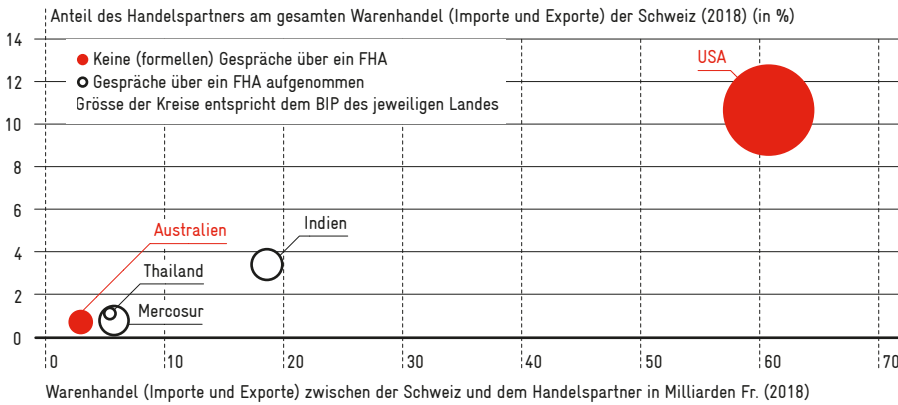 Anteil des Handelspartners am gesamten Warenhandel (Importe und Exporte) der Schweiz (2018) (in %)
14
Keine (formellen) Gespräche über ein FHA
Gespräche über ein FHA aufgenommen
Grösse der Kreise entspricht dem BIP des jeweiligen Landes
USA
12
10
8
6
Australien
Indien
4
Thailand
2
Mercosur
0
0 10 20 30 40 50 60 70
Warenhandel (Importe und Exporte) zwischen der Schweiz und dem Handelspartner in Milliarden Fr. (2018)